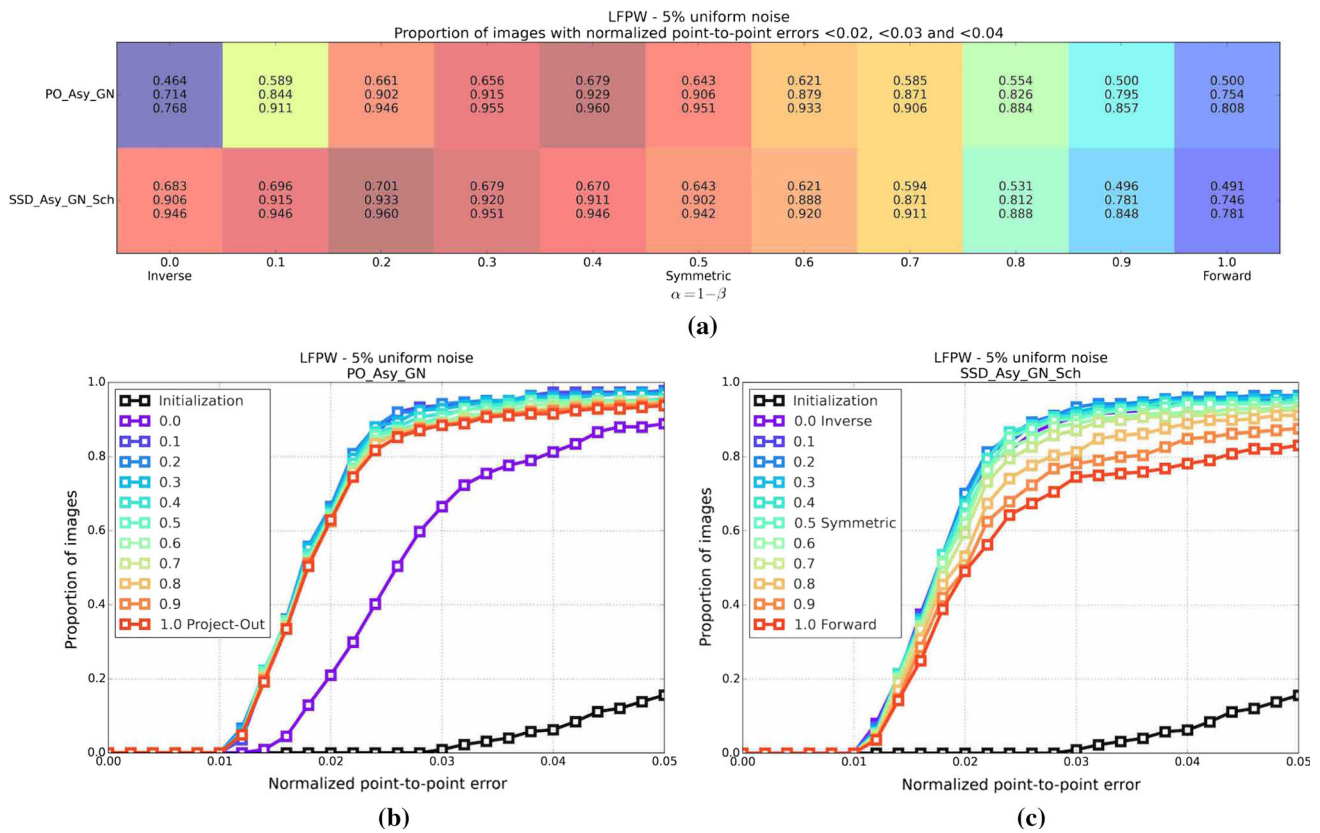 LFPW - 5% uniform noise
Proportion of images with normalized point-to-point errors <0.02, <0.03 and <0.04
PO_Asy_GN
0.464 0.589 0.661 0.656 0.679 0.643 0.621 0.585 0.554 0.500 0.500
0.714 0.844 0.902 0.915 0.929 0.906 0.879 0.871 0.826 0.795 0.754
0.768 0.911 0.946 0.955 0.960 0.951 0.933 0.906 0.884 0.857 0.808
SSD_Asy_GN_Sch
0.683 0.696 0.701 0.679 0.670 0.643 0.621 0.594 0.531 0.496 0.491
0.906 0.915 0.933 0.920 0.911 0.902 0.888 0.871 0.812 0.781 0.746
0.946 0.946 0.960 0.951 0.946 0.942 0.920 0.911 0.888 0.848 0.781
0.0 0.1 0.2 0.3 0.4 0.5 0.6 0.7 0.8 0.9 1.0
Inverse Symmetric Forward
α=1−β
(a)
LFPW - 5% uniform noise
PO_Asy_GN
Proportion of images
1.0
0.8
0.6
0.4
0.2
0.0
Initialization
0.0
0.1
0.2
0.3
0.4
0.5
0.6
0.7
0.8
0.9
1.0 Project-Out
0.00 0.01 0.02 0.03 0.04 0.05
Normalized point-to-point error
(b)
LFPW - 5% uniform noise
SSD_Asy_GN_Sch
Proportion of images
1.0
0.8
0.6
0.4
0.2
0.0
Initialization
0.0 Inverse
0.1
0.2
0.3
0.4
0.5 Symmetric
0.6
0.7
0.8
0.9
1.0 Forward
0.00 0.01 0.02 0.03 0.04 0.05
Normalized point-to-point error
(c)